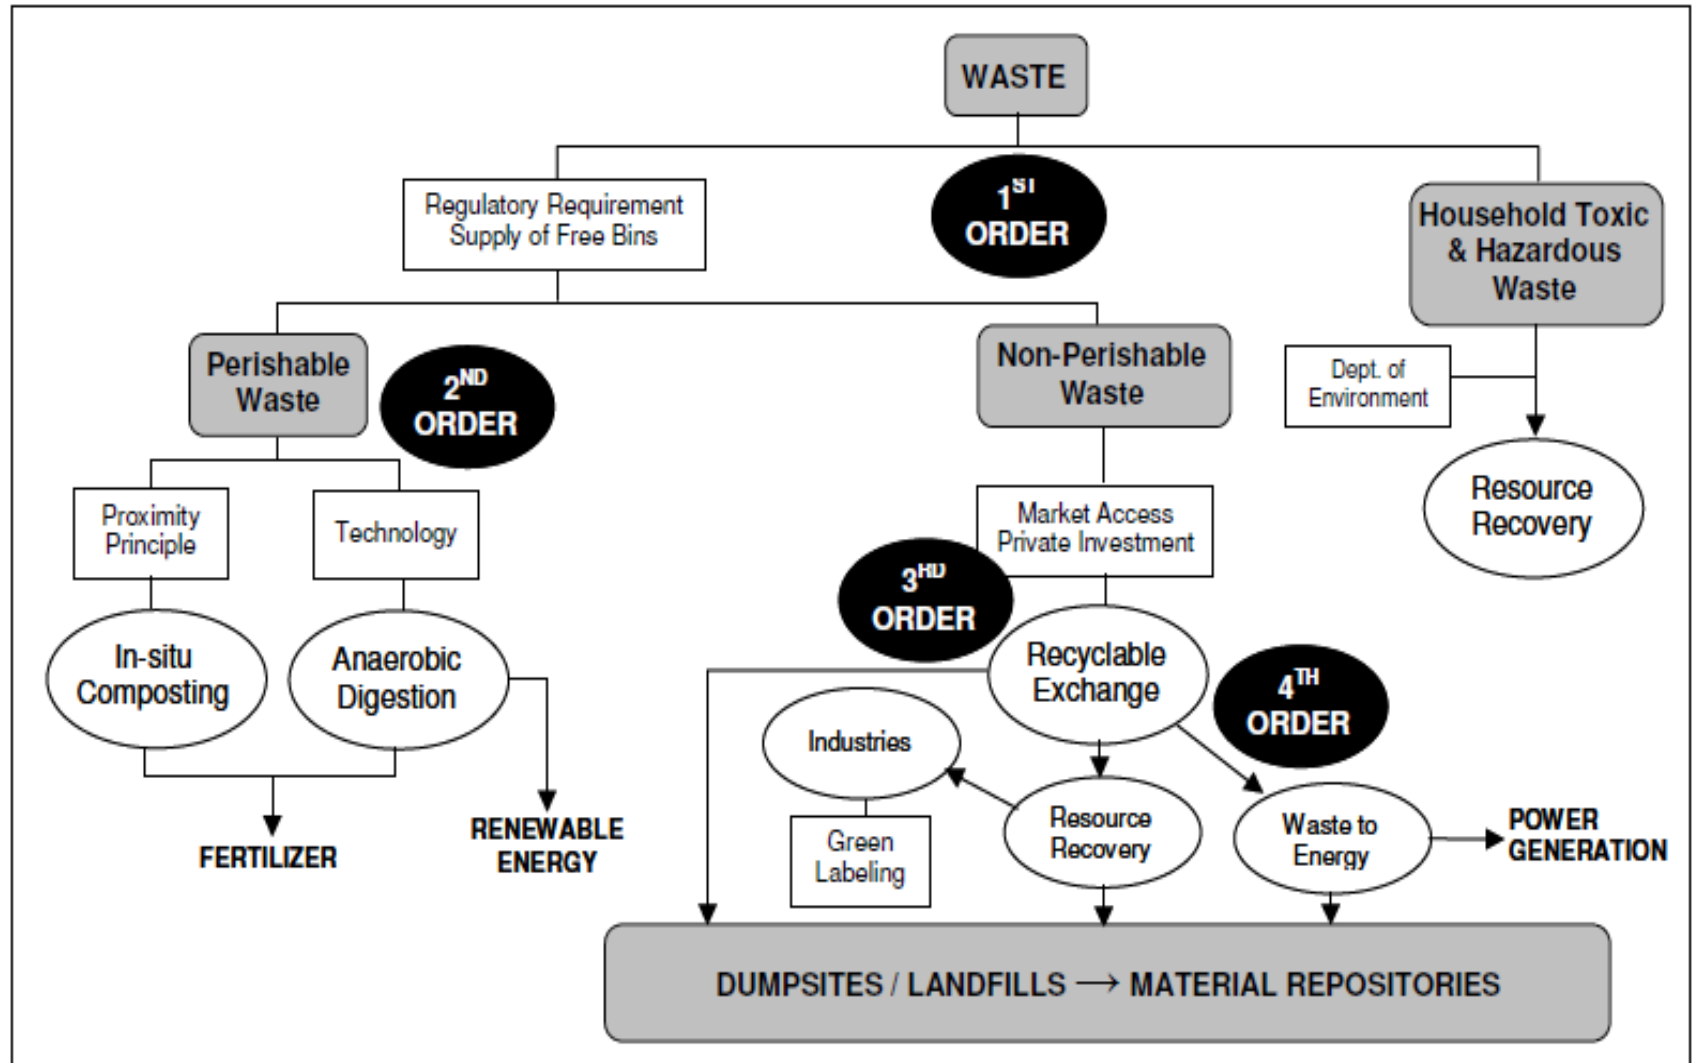 WASTE
1ST
ORDER
Regulatory Requirement
Supply of Free Bins
Household Toxic
& Hazardous
Waste
Perishable
Waste
2ND
ORDER
Non-Perishable
Waste
Dept. of
Environment
Proximity
Principle
Technology
Market Access
Private Investment
Resource
Recovery
3RD
ORDER
In-situ
Composting
Anaerobic
Digestion
Recyclable
Exchange
4TH
ORDER
Industries
Green
Labeling
Resource
Recovery
Waste to
Energy
POWER
GENERATION
FERTILIZER
RENEWABLE
ENERGY
DUMPSITES / LANDFILLS → MATERIAL REPOSITORIES